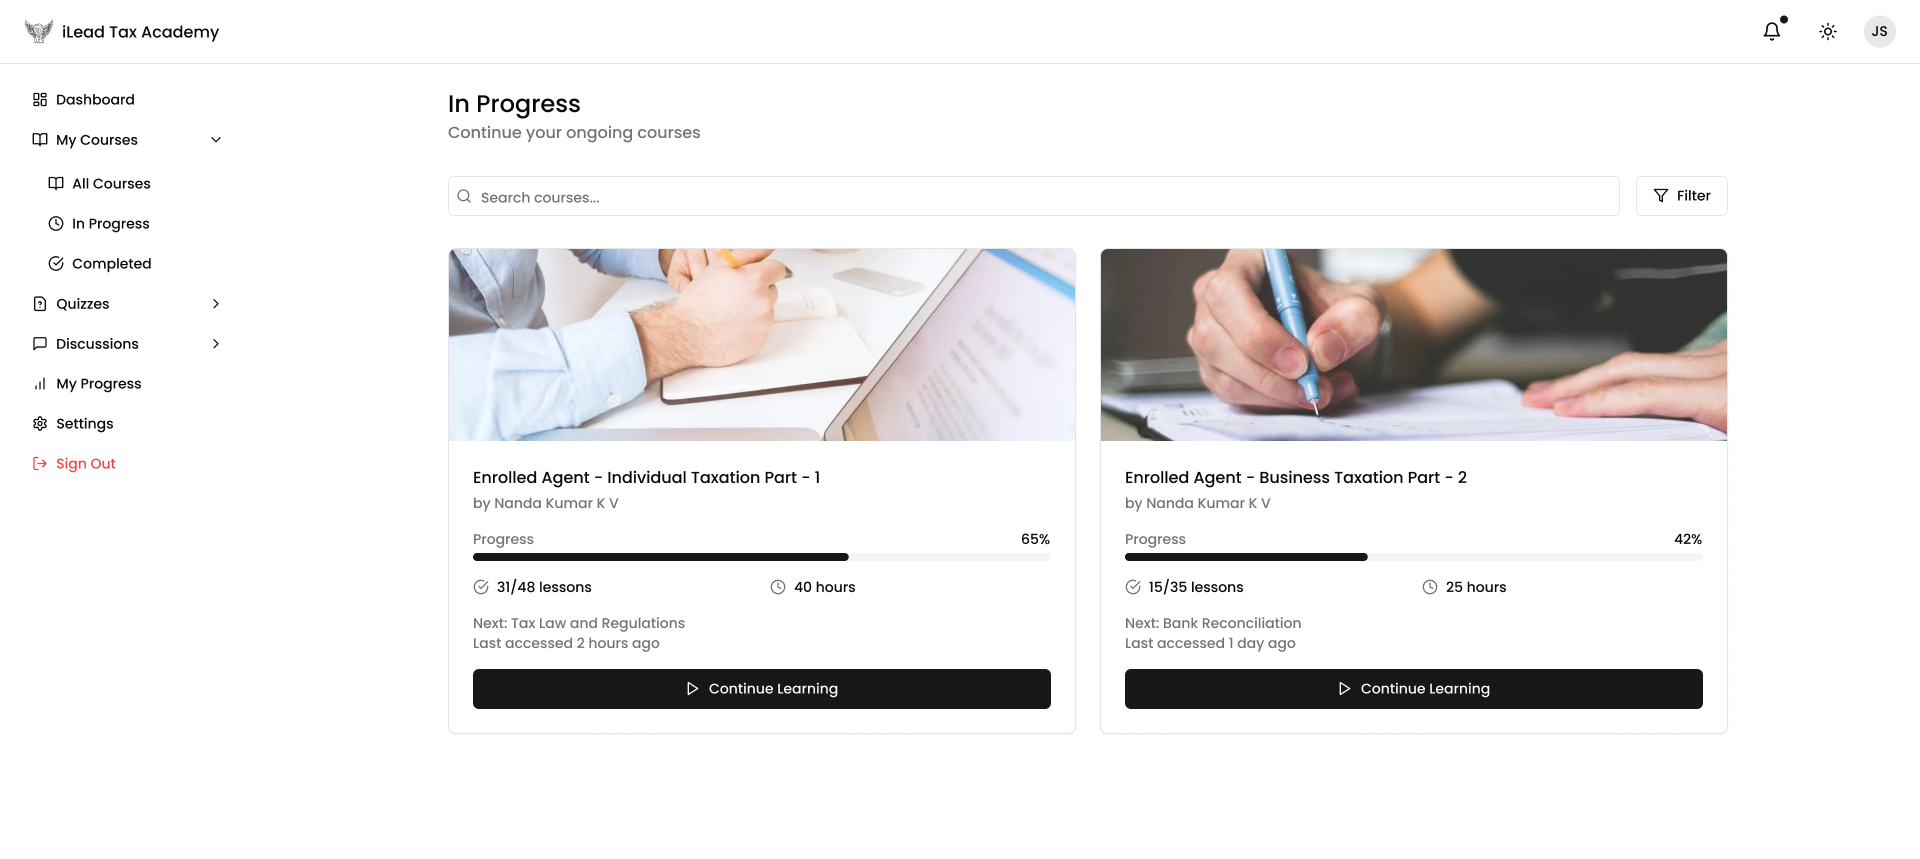 iLead Tax Academy
JS
Dashboard
My Courses
All Courses
In Progress
Completed
Quizzes
Discussions
My Progress
Settings
Sign Out
In Progress
Continue your ongoing courses
Search courses...
Filter
Enrolled Agent - Individual Taxation Part - 1
by Nanda Kumar K V
Progress
65%
31/48 lessons
40 hours
Next: Tax Law and Regulations
Last accessed 2 hours ago
Continue Learning
Enrolled Agent - Business Taxation Part - 2
by Nanda Kumar K V
Progress
42%
15/35 lessons
25 hours
Next: Bank Reconciliation
Last accessed 1 day ago
Continue Learning